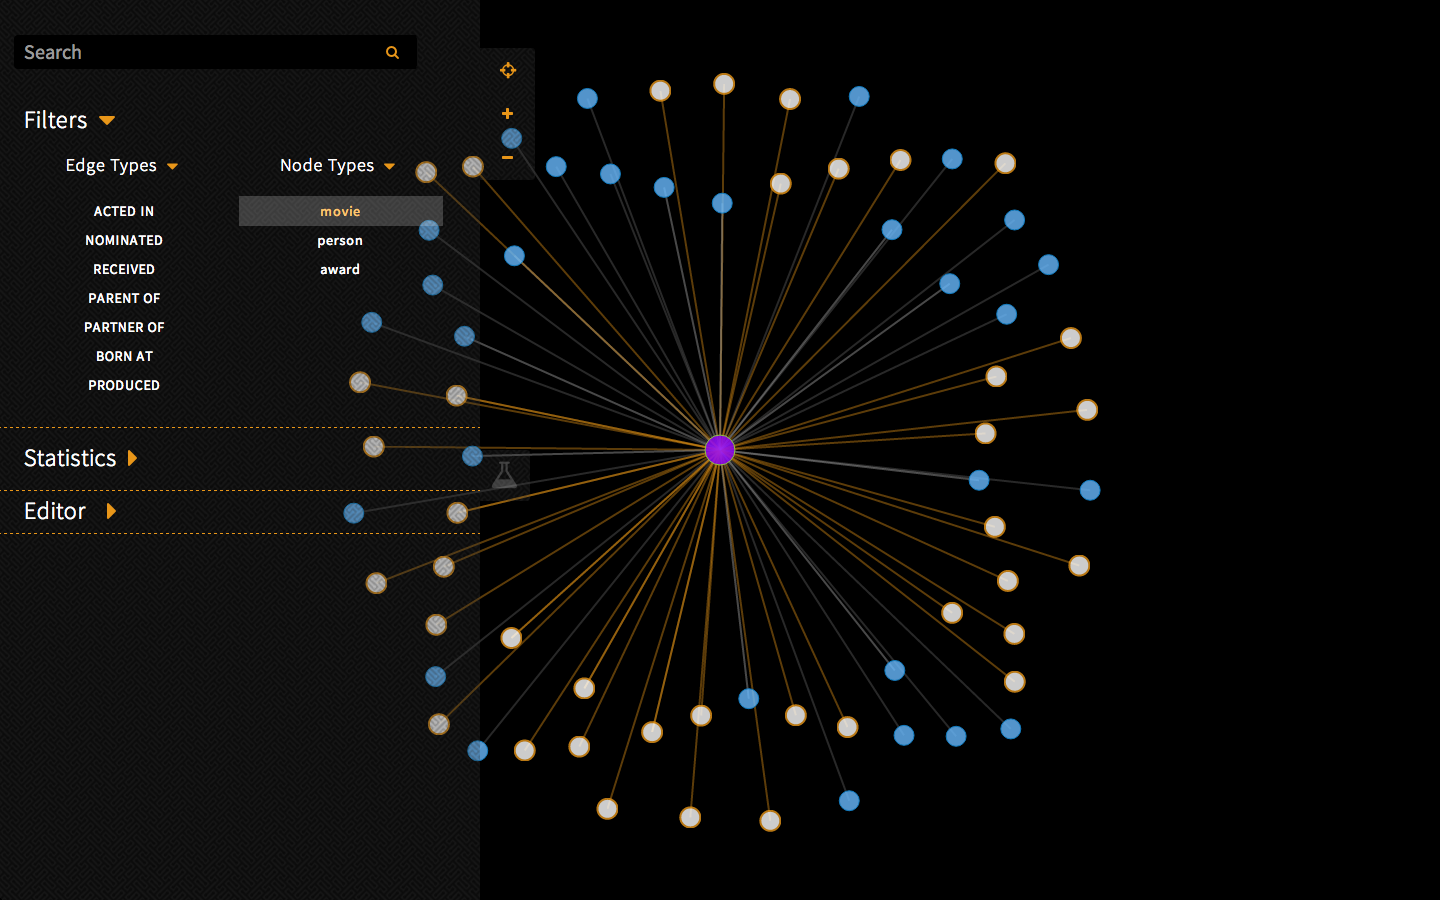 Search
Filters
Edge Types
Node Types
ACTED IN
NOMINATED
RECEIVED
PARENT OF
PARTNER OF
BORN AT
PRODUCED
movie
person
award
Statistics
Editor